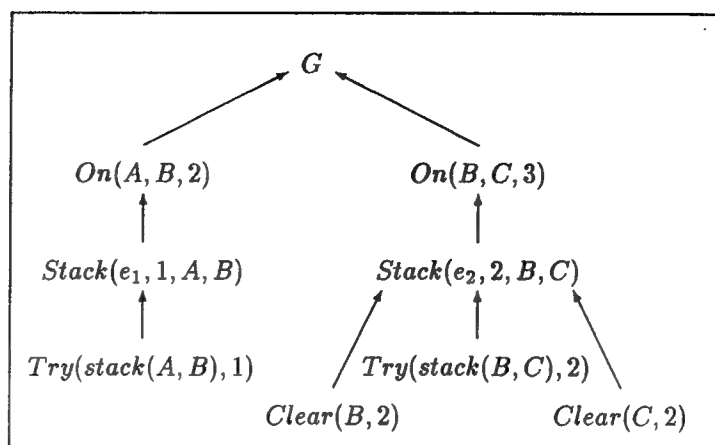 G
On(A, B, 2) On(B, C, 3)
Stack(e₁, 1, A, B) Stack(e₂, 2, B, C)
Try(stack(A, B), 1) Try(stack(B, C), 2)
Clear(B, 2) Clear(C, 2)